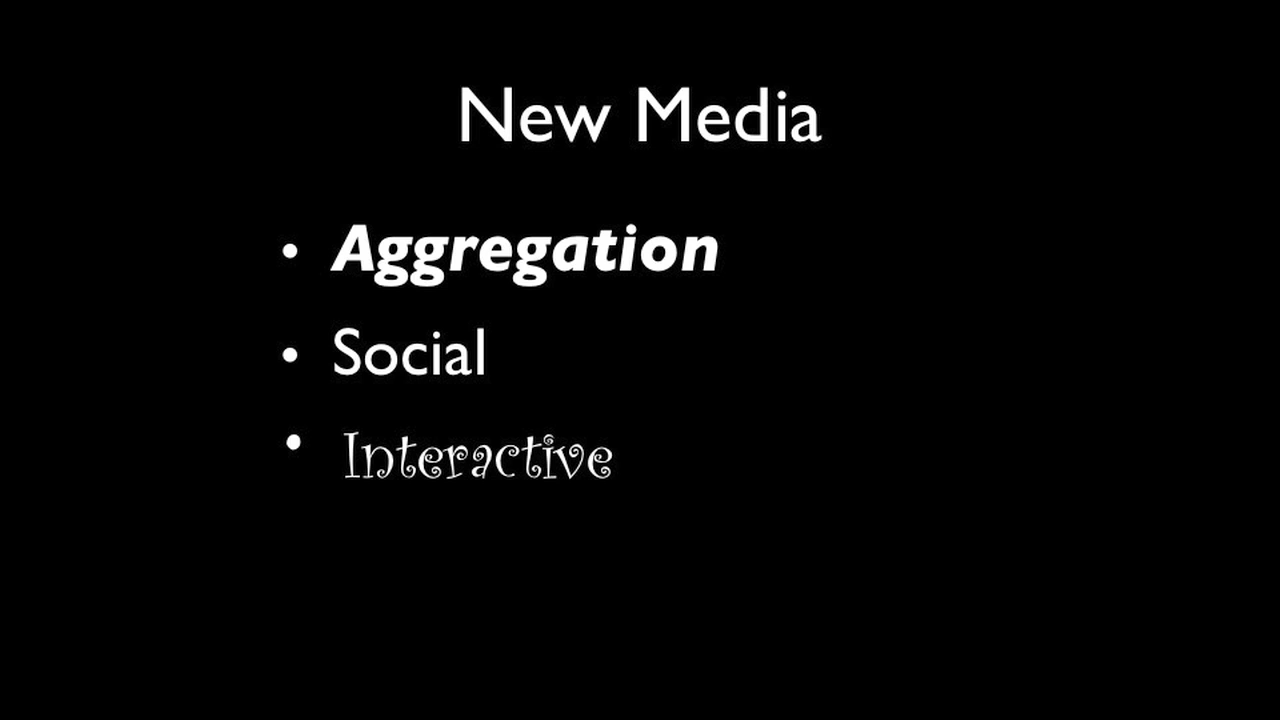 New Media
• Aggregation
• Social
• Interactive